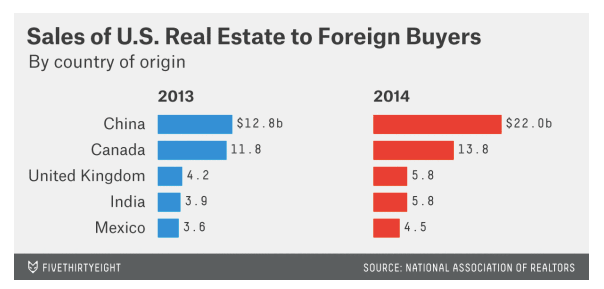 Sales of U.S. Real Estate to Foreign Buyers
By country of origin
2013 2014
China $12.8b $22.0b
Canada 11.8 13.8
United Kingdom 4.2 5.8
India 3.9 5.8
Mexico 3.6 4.5
FIVETHIRTYEIGHT SOURCE: NATIONAL ASSOCIATION OF REALTORS